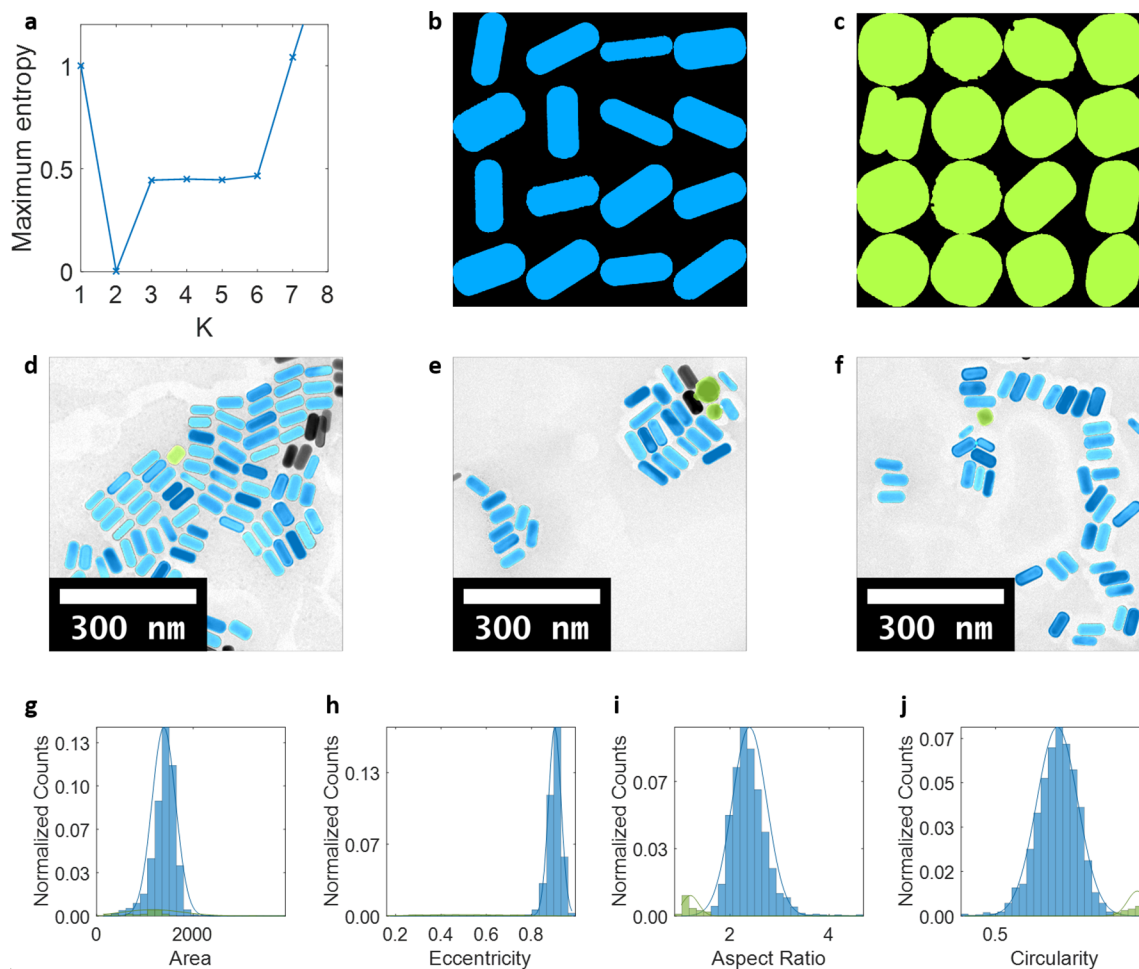 a
b
c
Maximum entropy
1
0.5
0
1 2 3 4 5 6 7 8
K
d
e
f
300 nm
300 nm
300 nm
g
h
i
j
Normalized Counts
0.13
0.10
0.07
0.03
0.00
0 2000
Area
Normalized Counts
0.13
0.07
0.00
0.2 0.4 0.6 0.8
Eccentricity
Normalized Counts
0.07
0.03
0.00
2 4
Aspect Ratio
Normalized Counts
0.07
0.05
0.03
0.02
0.00
0.5
Circularity